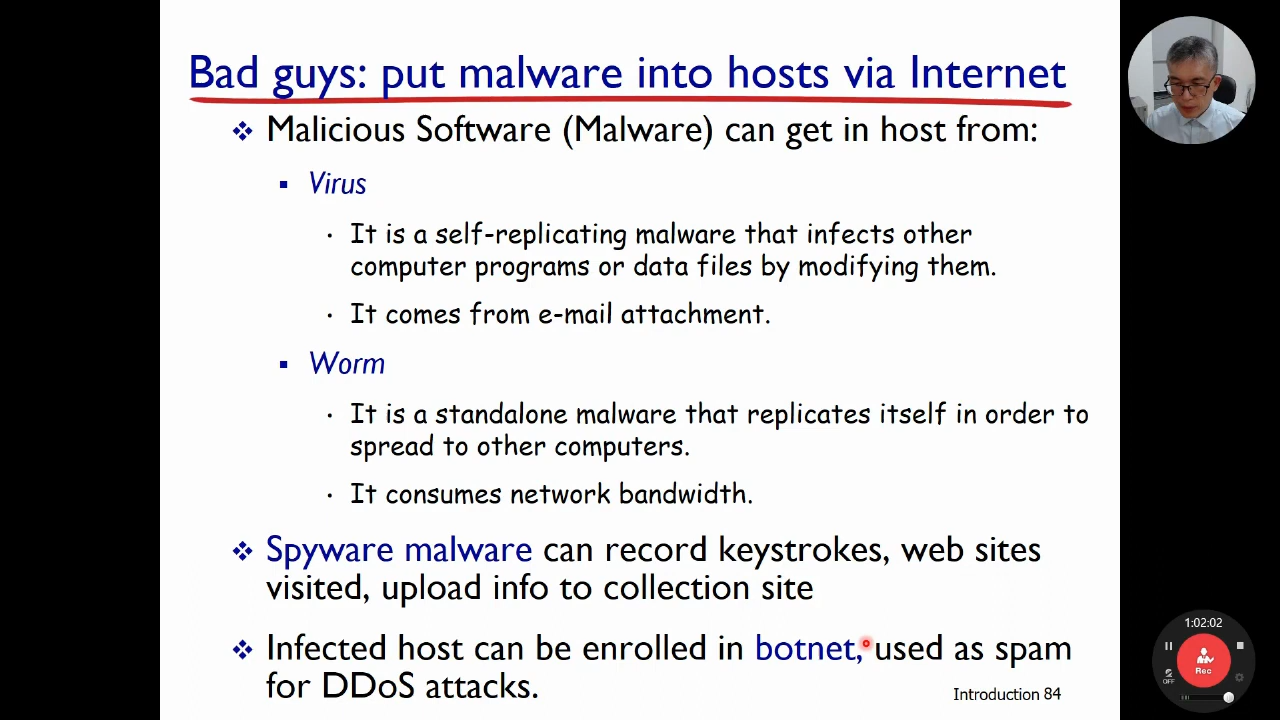 Bad guys: put malware into hosts via Internet
❖ Malicious Software (Malware) can get in host from:
▪ Virus
• It is a self-replicating malware that infects other
computer programs or data files by modifying them.
• It comes from e-mail attachment.
▪ Worm
• It is a standalone malware that replicates itself in order to
spread to other computers.
• It consumes network bandwidth.
❖ Spyware malware can record keystrokes, web sites
visited, upload info to collection site
❖ Infected host can be enrolled in botnet, used as spam
for DDoS attacks.
Introduction 84
1:02:02
Rec
OFF